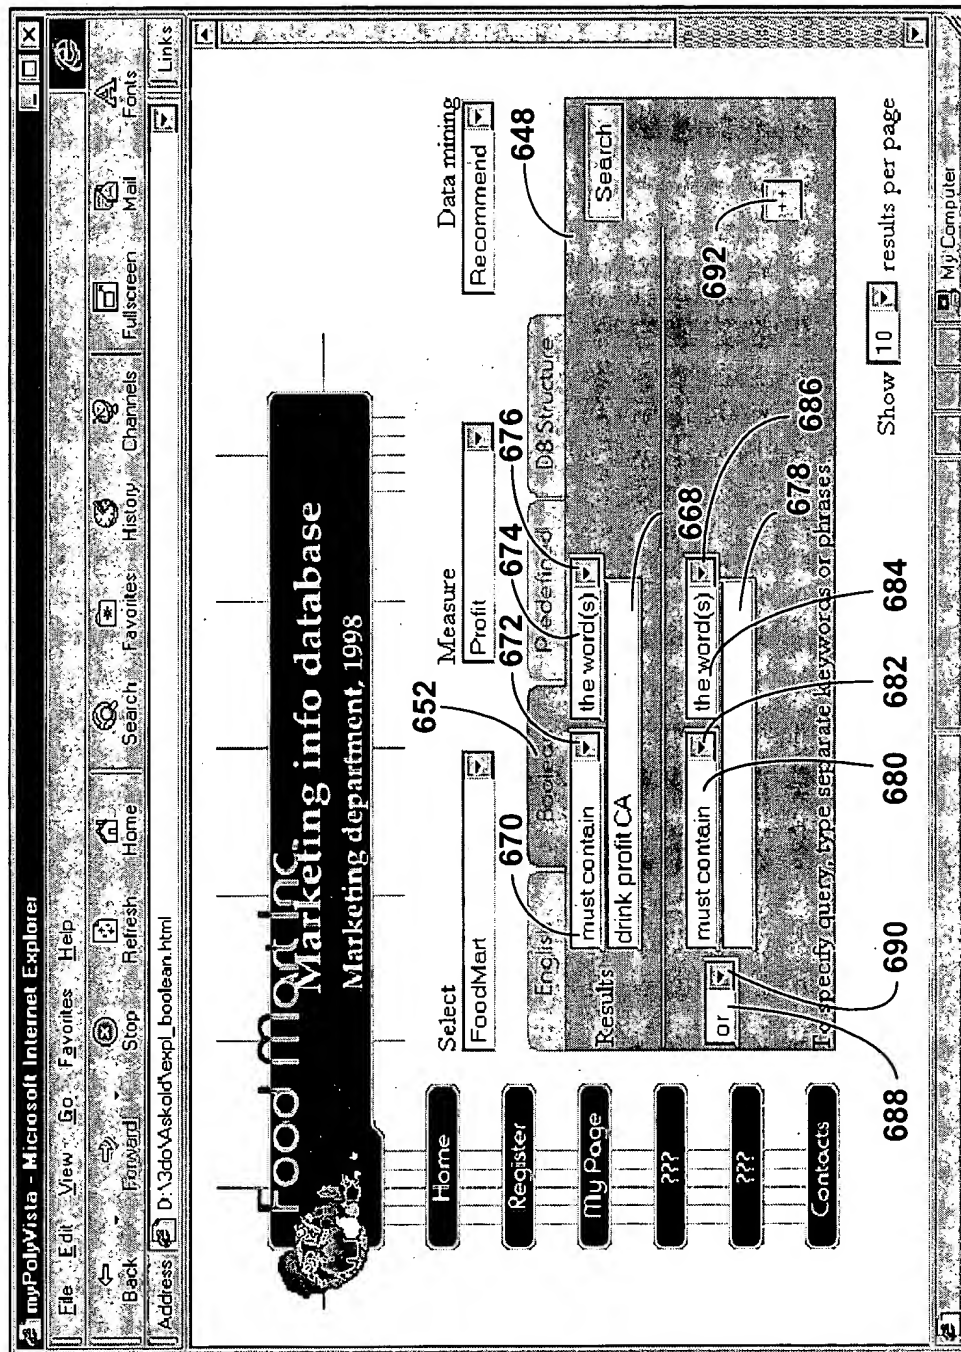 myPolyVista - Microsoft Internet Explorer
File Edit View Go Favorites Help
Back Forward Stop Refresh Home Search Favorites History Channels Fullscreen Mail Fonts
Address D:\3do\Askold\expl_boolean.html Links
Food Mart Inc.
Marketing info database
Marketing department, 1998
Home
Register
My Page
???
???
Contacts
Select
FoodMart
Measure
Profit
Data mining
Recommend
670
652
672
674
676
648
English Boolean Predefined DB Structure
Results
must contain the word(s) Search
drink profit CA
668
692
or must contain the word(s) ++
To specify query, type separate keywords or phrases
688
690
680
682
684
678
686
Show 10 results per page
My Computer